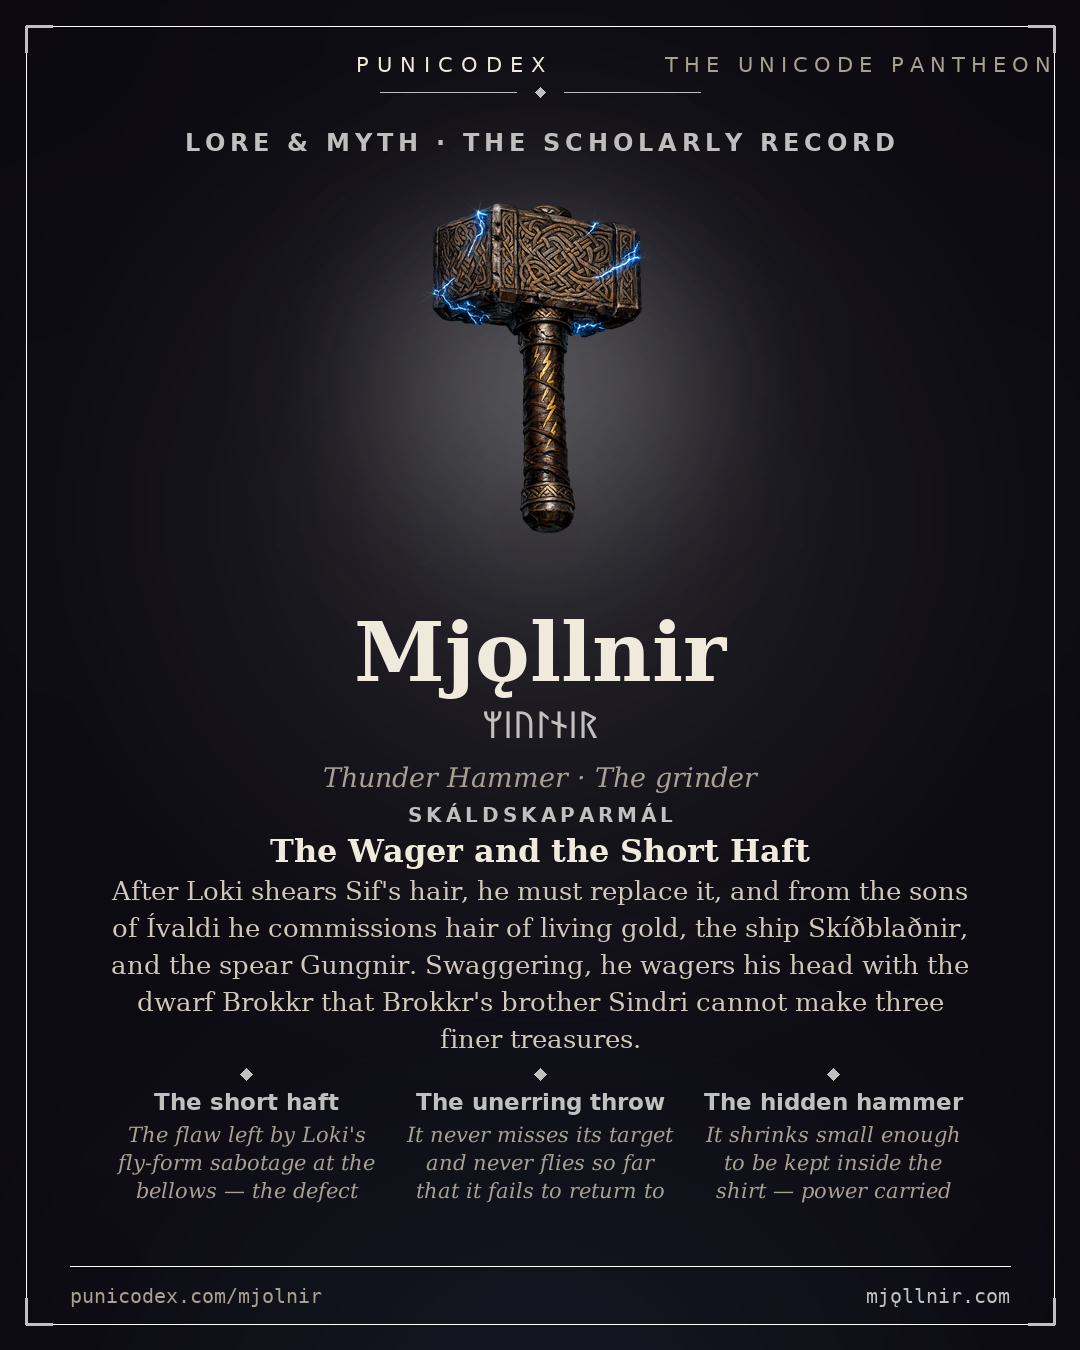 PUNICODEX
THE UNICODE PANTHEON
LORE & MYTH · THE SCHOLARLY RECORD
Mjǫllnir
ᛘᛁᚢᛚᚾᛁᚱ
Thunder Hammer · The grinder
SKÁLDSKAPARMÁL
The Wager and the Short Haft
After Loki shears Sif's hair, he must replace it, and from the sons
of Ívaldi he commissions hair of living gold, the ship Skíðblaðnir,
and the spear Gungnir. Swaggering, he wagers his head with the
dwarf Brokkr that Brokkr's brother Sindri cannot make three
finer treasures.
The short haft
The flaw left by Loki's
fly-form sabotage at the
bellows — the defect
The unerring throw
It never misses its target
and never flies so far
that it fails to return to
The hidden hammer
It shrinks small enough
to be kept inside the
shirt — power carried
punicodex.com/mjolnir
mjǫllnir.com